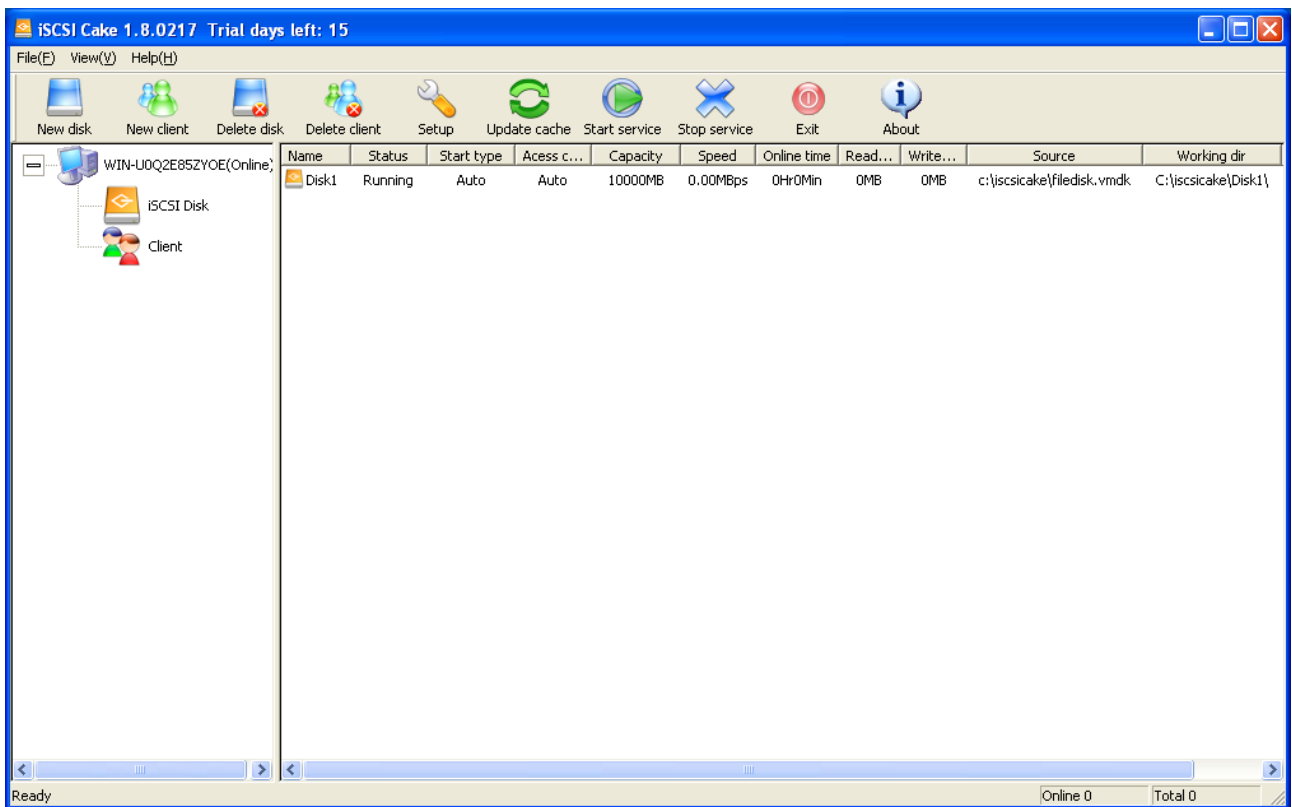 iSCSI Cake 1.8.0217 Trial days left: 15
File(F) View(V) Help(H)
New disk New client Delete disk Delete client Setup Update cache Start service Stop service Exit About
WIN-U0Q2E85ZYOE(Online)
iSCSI Disk
Client
Name Status Start type Acess c... Capacity Speed Online time Read... Write... Source Working dir
Disk1 Running Auto Auto 10000MB 0.00MBps 0Hr0Min 0MB 0MB c:\iscsicake\filedisk.vmdk C:\iscsicake\Disk1\
Ready Online 0 Total 0